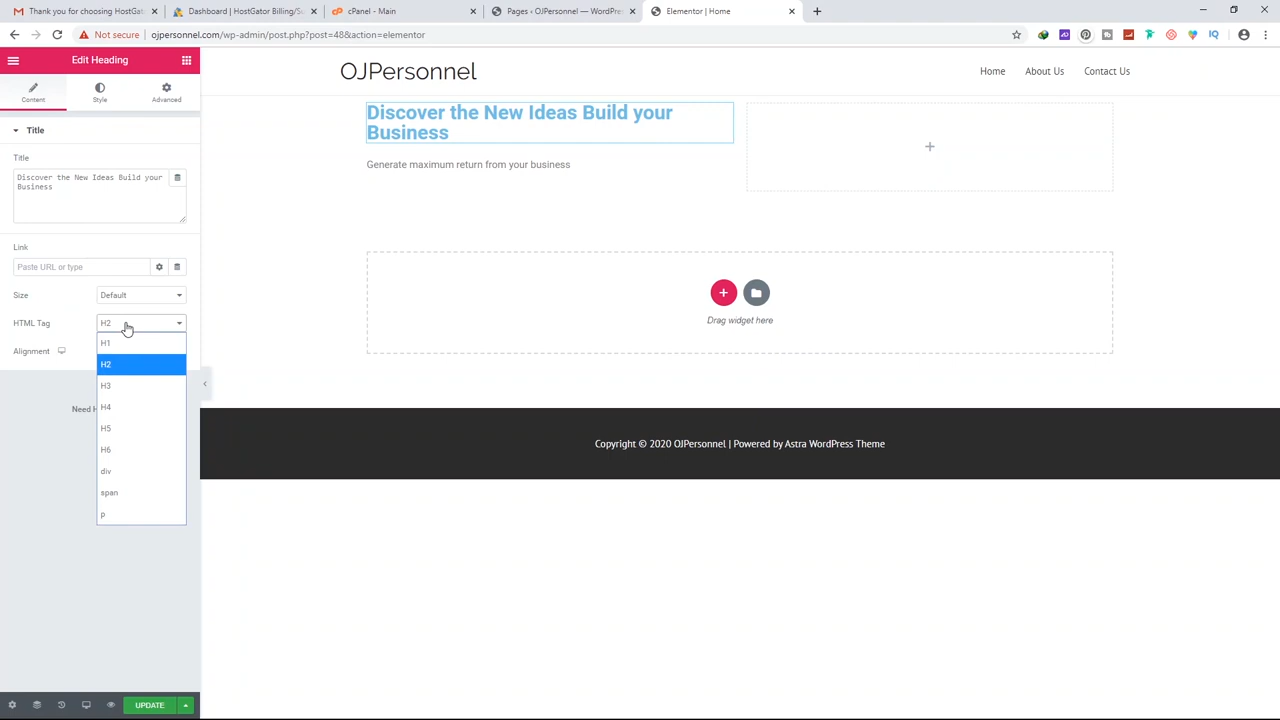 Thank you for choosing HostGat
Dashboard | HostGator Billing/Su
cPanel - Main
Pages ‹ OJPersonnel — WordPres
Elementor | Home
Not secure | ojpersonnel.com/wp-admin/post.php?post=48&action=elementor
Edit Heading
OJPersonnel
Home
About Us
Contact Us
Content
Style
Advanced
Title
Title
Discover the New Ideas Build your
Business
Link
Paste URL or type
Size
Default
HTML Tag
H2
Alignment
H1
H2
H3
H4
H5
H6
div
span
p
Need H
UPDATE
Discover the New Ideas Build your
Business
Generate maximum return from your business
Drag widget here
Copyright © 2020 OJPersonnel | Powered by Astra WordPress Theme